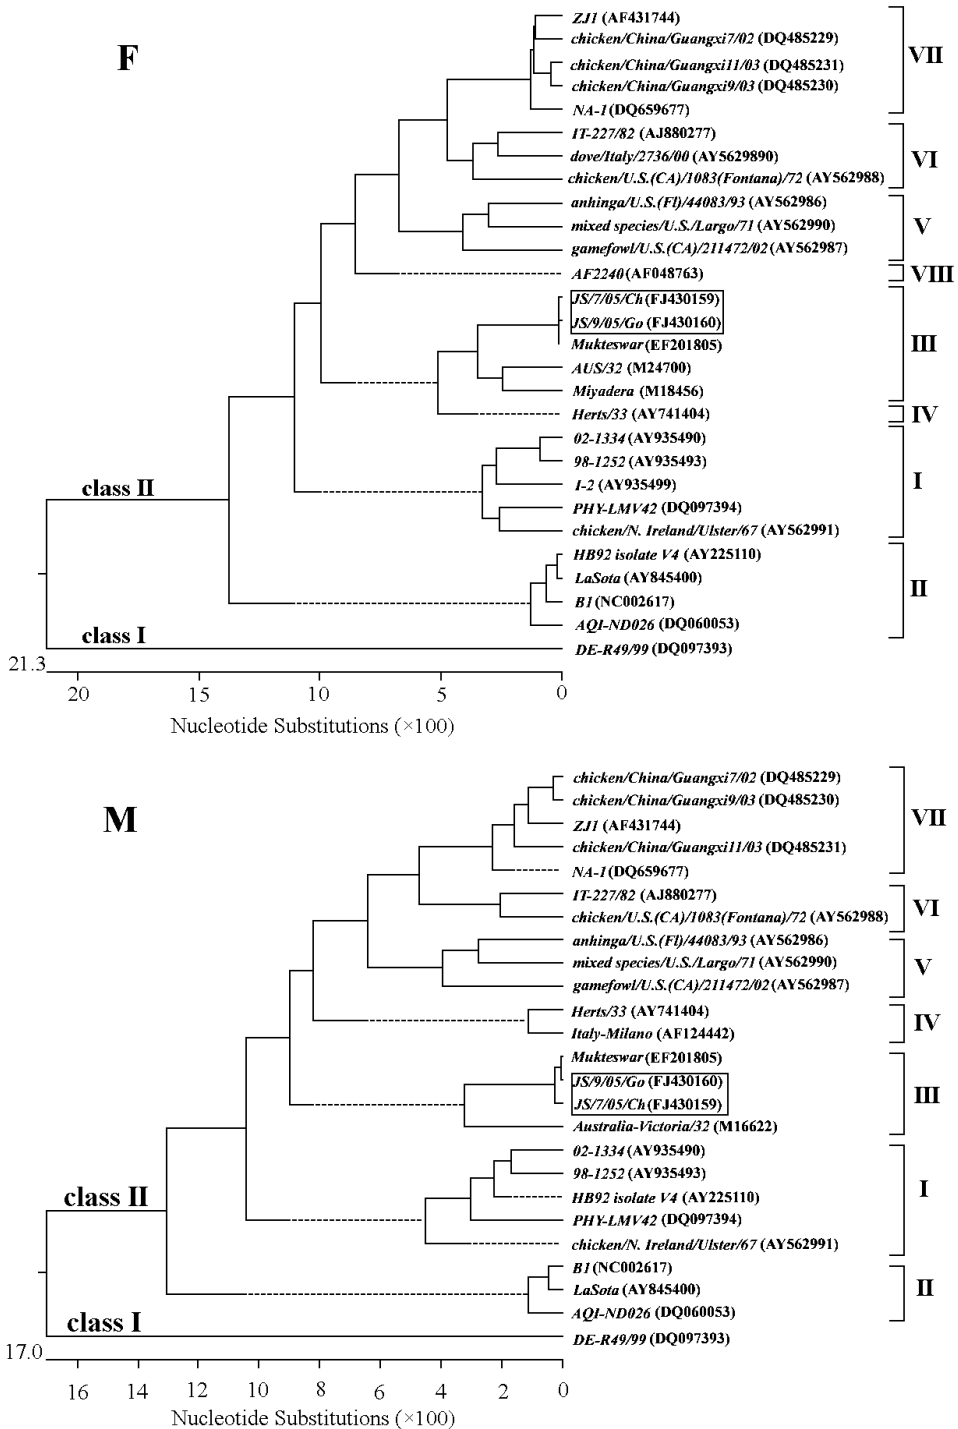 F
ZJ1 (AF431744)
chicken/China/Guangxi7/02 (DQ485229)
chicken/China/Guangxi11/03 (DQ485231)
chicken/China/Guangxi9/03 (DQ485230)
NA-1(DQ659677)
VII
IT-227/82 (AJ880277)
dove/Italy/2736/00 (AY5629890)
chicken/U.S.(CA)/1083(Fontana)/72 (AY562988)
VI
anhinga/U.S.(Fl)/44083/93 (AY562986)
mixed species/U.S./Largo/71 (AY562990)
gamefowl/U.S.(CA)/211472/02 (AY562987)
V
AF2240 (AF048763)
VIII
JS/7/05/Ch (FJ430159)
JS/9/05/Go (FJ430160)
Mukteswar (EF201805)
AUS/32 (M24700)
Miyadera (M18456)
III
Herts/33 (AY741404)
IV
02-1334 (AY935490)
98-1252 (AY935493)
I-2 (AY935499)
PHY-LMV42 (DQ097394)
chicken/N. Ireland/Ulster/67 (AY562991)
I
class II
HB92 isolate V4 (AY225110)
LaSota (AY845400)
B1 (NC002617)
AQI-ND026 (DQ060053)
II
class I
DE-R49/99 (DQ097393)
21.3
20 15 10 5 0
Nucleotide Substitutions (×100)
M
chicken/China/Guangxi7/02 (DQ485229)
chicken/China/Guangxi9/03 (DQ485230)
ZJ1 (AF431744)
chicken/China/Guangxi11/03 (DQ485231)
NA-1 (DQ659677)
VII
IT-227/82 (AJ880277)
chicken/U.S.(CA)/1083(Fontana)/72 (AY562988)
VI
anhinga/U.S.(Fl)/44083/93 (AY562986)
mixed species/U.S./Largo/71 (AY562990)
gamefowl/U.S.(CA)/211472/02 (AY562987)
V
Herts/33 (AY741404)
Italy-Milano (AF124442)
IV
Mukteswar (EF201805)
JS/9/05/Go (FJ430160)
JS/7/05/Ch (FJ430159)
Australia-Victoria/32 (M16622)
III
02-1334 (AY935490)
98-1252 (AY935493)
HB92 isolate V4 (AY225110)
PHY-LMV42 (DQ097394)
chicken/N. Ireland/Ulster/67 (AY562991)
I
class II
B1 (NC002617)
LaSota (AY845400)
AQI-ND026 (DQ060053)
II
class I
DE-R49/99 (DQ097393)
17.0
16 14 12 10 8 6 4 2 0
Nucleotide Substitutions (×100)